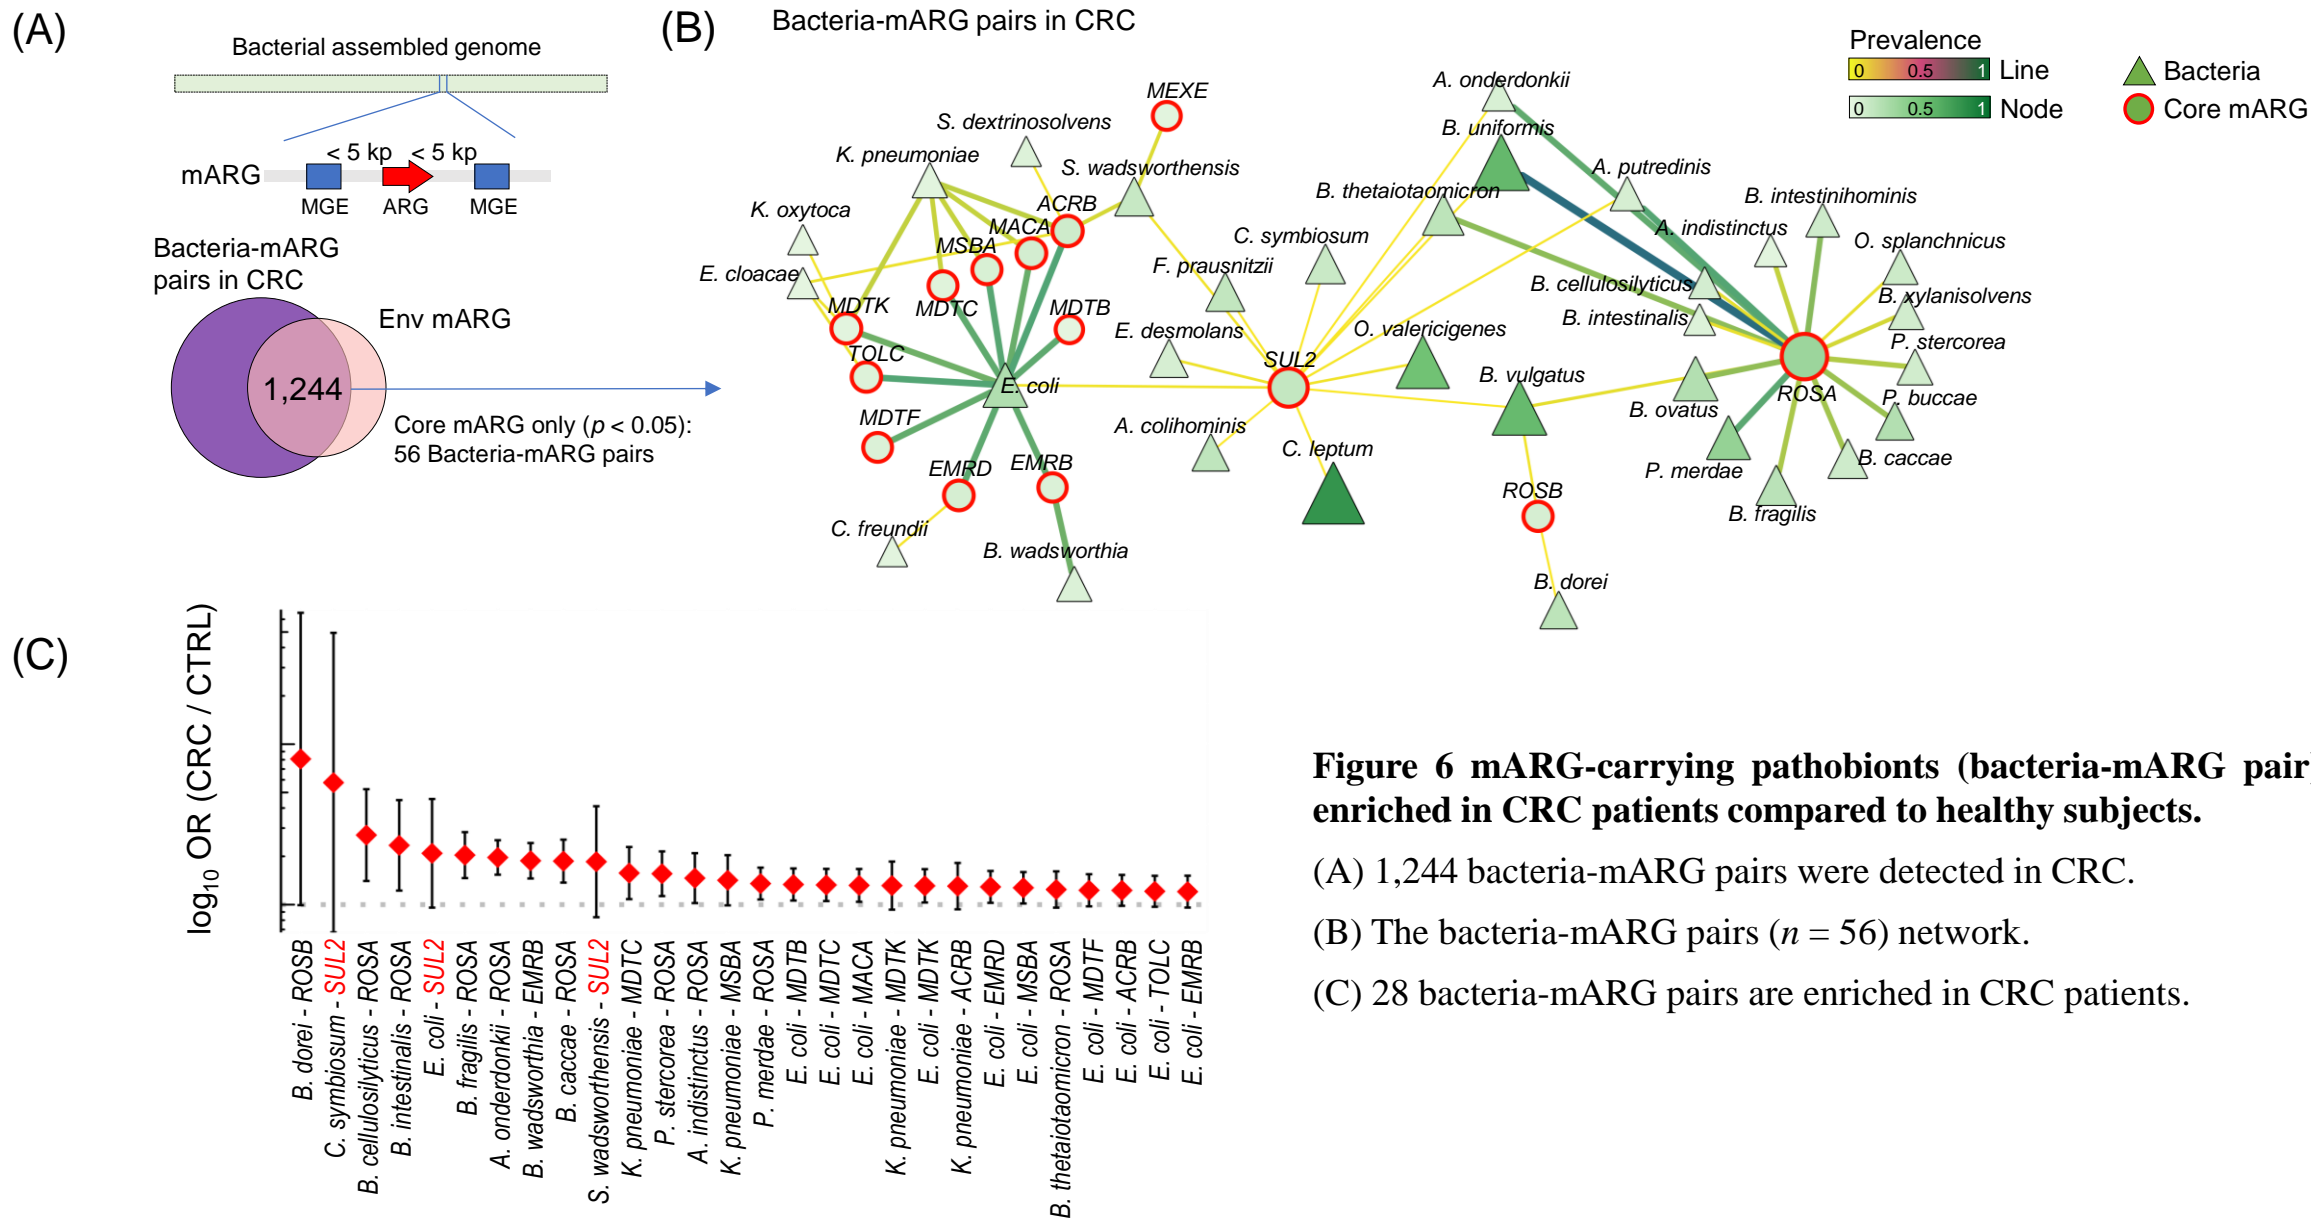 (A)
Bacterial assembled genome
< 5 kp < 5 kp
mARG
MGE ARG MGE
Bacteria-mARG
pairs in CRC
Env mARG
1,244
Core mARG only (p < 0.05):
56 Bacteria-mARG pairs
(B)
Bacteria-mARG pairs in CRC
Prevalence
0 0.5 1 Line
0 0.5 1 Node
Bacteria
Core mARG
MEXE
S. dextrinosolvens
K. pneumoniae
S. wadsworthensis
K. oxytoca
ACRB
MACA
MSBA
E. cloacae
MDTK
MDTC
MDTB
TOLC
E. coli
MDTF
EMRD
EMRB
C. freundii
B. wadsworthia
A. onderdonkii
B. uniformis
B. thetaiotaomicron
A. putredinis
C. symbiosum
F. prausnitzii
E. desmolans
O. valericigenes
SUL2
A. colihominis
C. leptum
B. vulgatus
ROSB
B. dorei
B. intestinihominis
A. indistinctus
O. splanchnicus
B. cellulosilyticus
B. xylanisolvens
B. intestinalis
P. stercorea
ROSA
B. ovatus
P. buccae
P. merdae
B. caccae
B. fragilis
(C)
log10 OR (CRC / CTRL)
B. dorei - ROSB
C. symbiosum - SUL2
B. cellulosilyticus - ROSA
B. intestinalis - ROSA
E. coli - SUL2
B. fragilis - ROSA
A. onderdonkii - ROSA
B. wadsworthia - EMRB
B. caccae - ROSA
S. wadsworthensis - SUL2
K. pneumoniae - MDTC
P. stercorea - ROSA
A. indistinctus - ROSA
K. pneumoniae - MSBA
P. merdae - ROSA
E. coli - MDTB
E. coli - MDTC
E. coli - MACA
K. pneumoniae - MDTK
E. coli - MDTK
K. pneumoniae - ACRB
E. coli - EMRD
E. coli - MSBA
B. thetaiotaomicron - ROSA
E. coli - MDTF
E. coli - ACRB
E. coli - TOLC
E. coli - EMRB
Figure 6 mARG-carrying pathobionts (bacteria-mARG pair)
enriched in CRC patients compared to healthy subjects.
(A) 1,244 bacteria-mARG pairs were detected in CRC.
(B) The bacteria-mARG pairs (n = 56) network.
(C) 28 bacteria-mARG pairs are enriched in CRC patients.